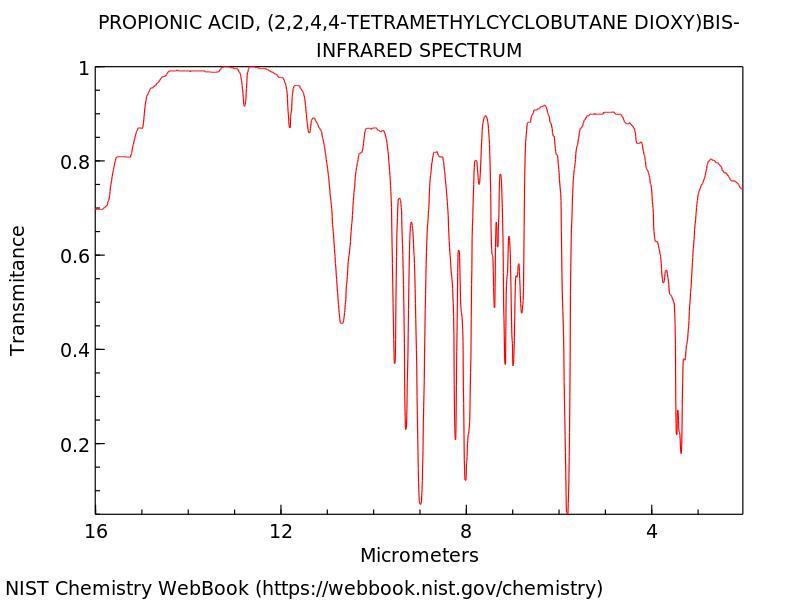 PROPIONIC ACID, (2,2,4,4-TETRAMETHYLCYCLOBUTANE DIOXY)BIS-
INFRARED SPECTRUM
1
0.8
0.6
0.4
0.2
Transmitance
16 12 8 4
Micrometers
NIST Chemistry WebBook (https://webbook.nist.gov/chemistry)